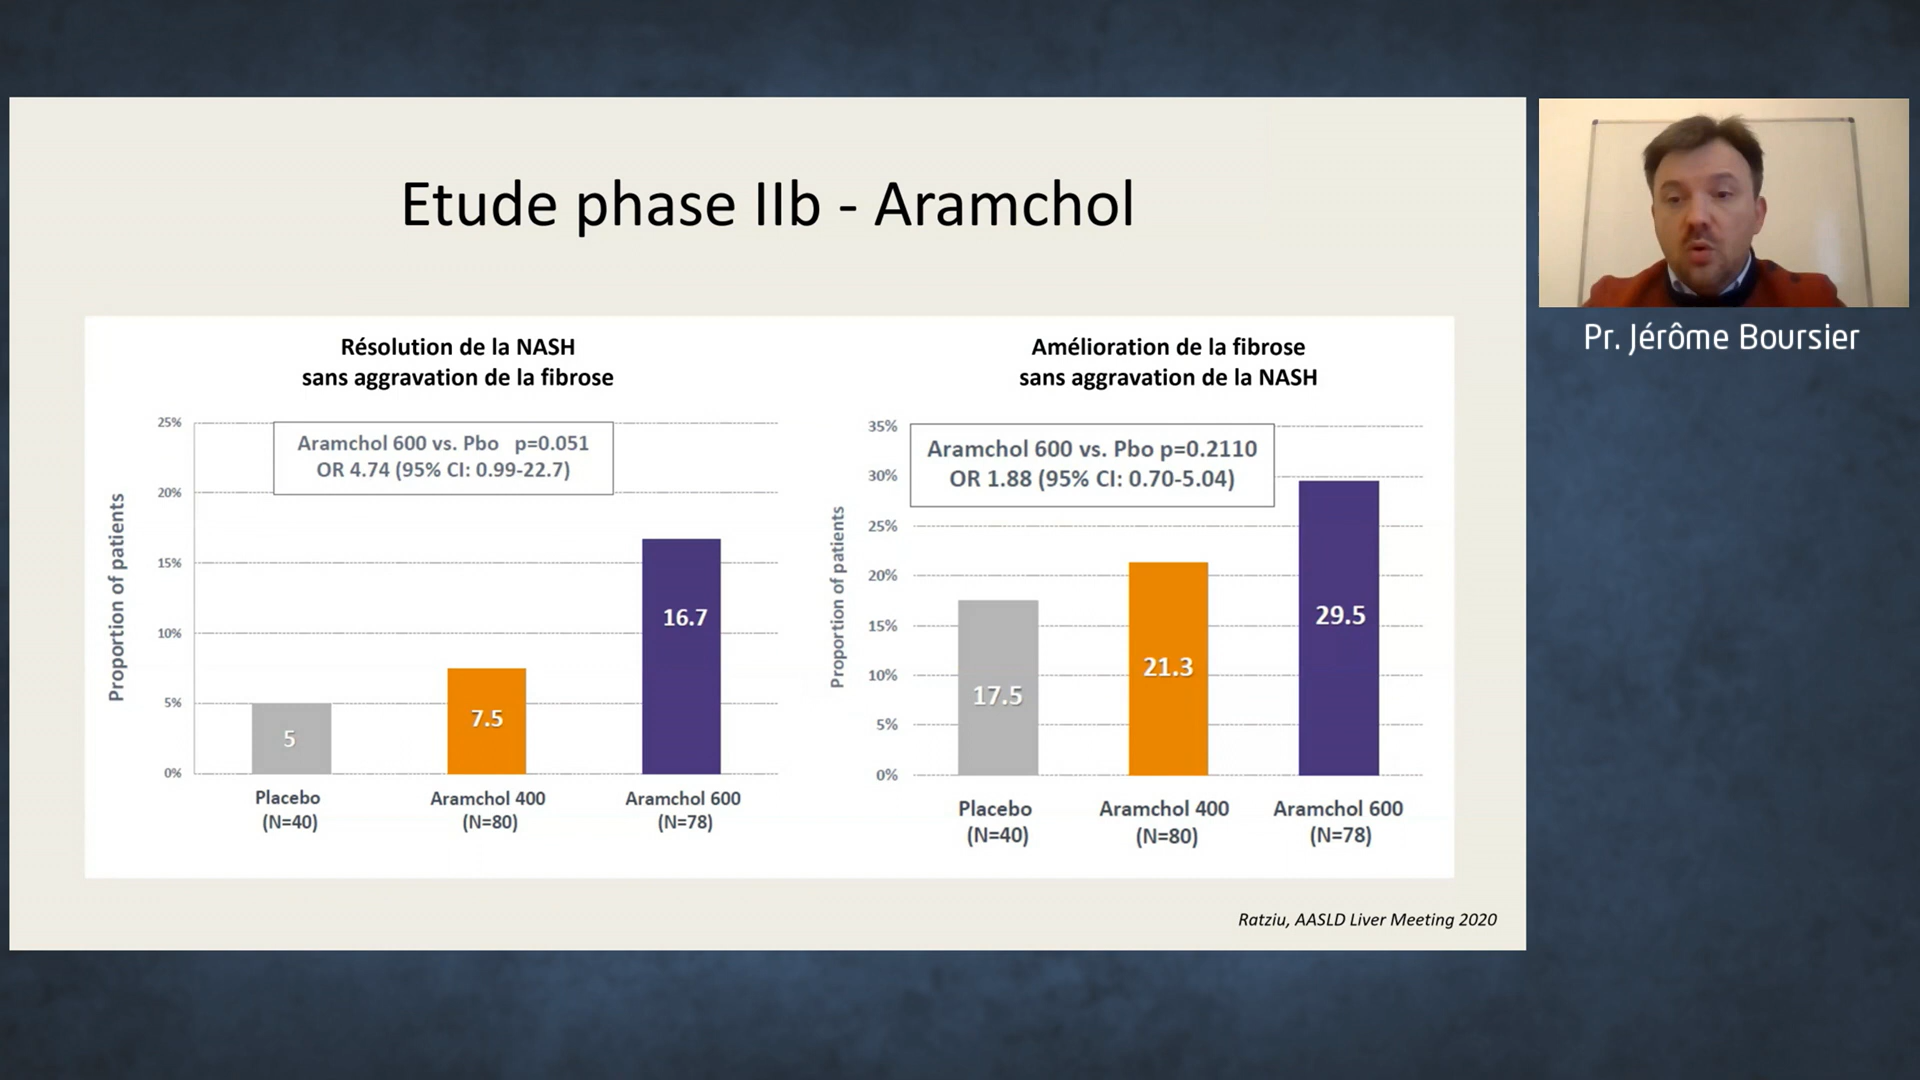 Etude phase IIb - Aramchol
Résolution de la NASH
sans aggravation de la fibrose
25%
20%
15%
10%
5%
0%
Proportion of patients
Aramchol 600 vs. Pbo p=0.051
OR 4.74 (95% CI: 0.99-22.7)
5
7.5
16.7
Placebo
(N=40)
Aramchol 400
(N=80)
Aramchol 600
(N=78)
Amélioration de la fibrose
sans aggravation de la NASH
35%
30%
25%
20%
15%
10%
5%
0%
Proportion of patients
Aramchol 600 vs. Pbo p=0.2110
OR 1.88 (95% CI: 0.70-5.04)
17.5
21.3
29.5
Placebo
(N=40)
Aramchol 400
(N=80)
Aramchol 600
(N=78)
Ratziu, AASLD Liver Meeting 2020
Pr. Jérôme Boursier